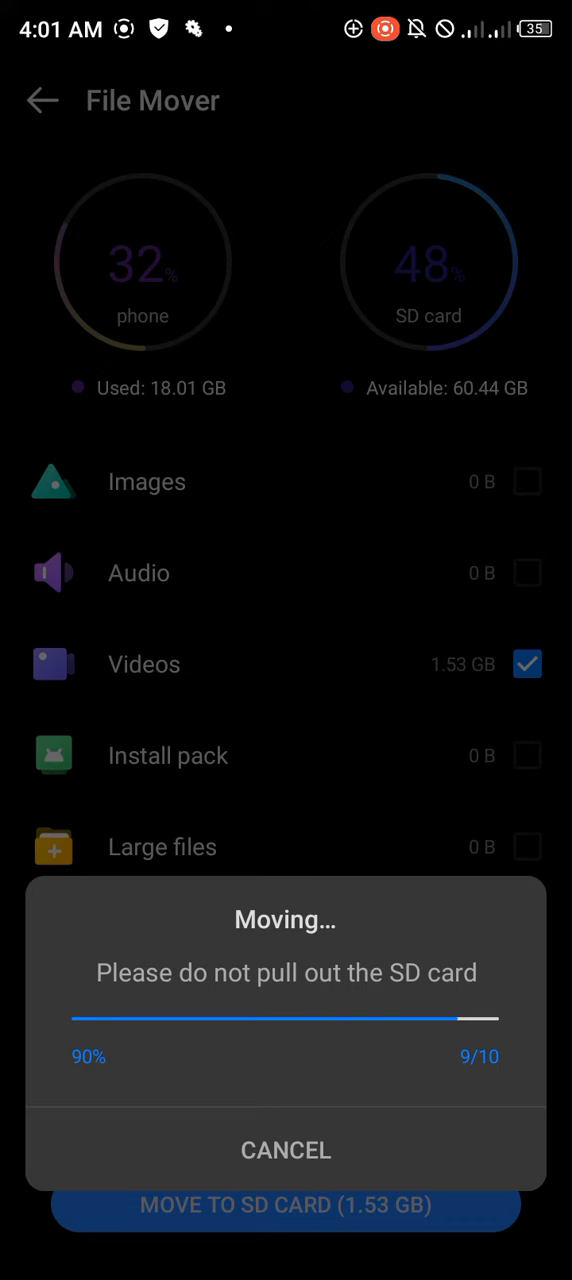 4:01 AM
35
File Mover
32%
phone
48%
SD card
Used: 18.01 GB
Available: 60.44 GB
Images 0 B
Audio 0 B
Videos 1.53 GB
Install pack 0 B
Large files 0 B
Moving...
Please do not pull out the SD card
90% 9/10
CANCEL
MOVE TO SD CARD (1.53 GB)